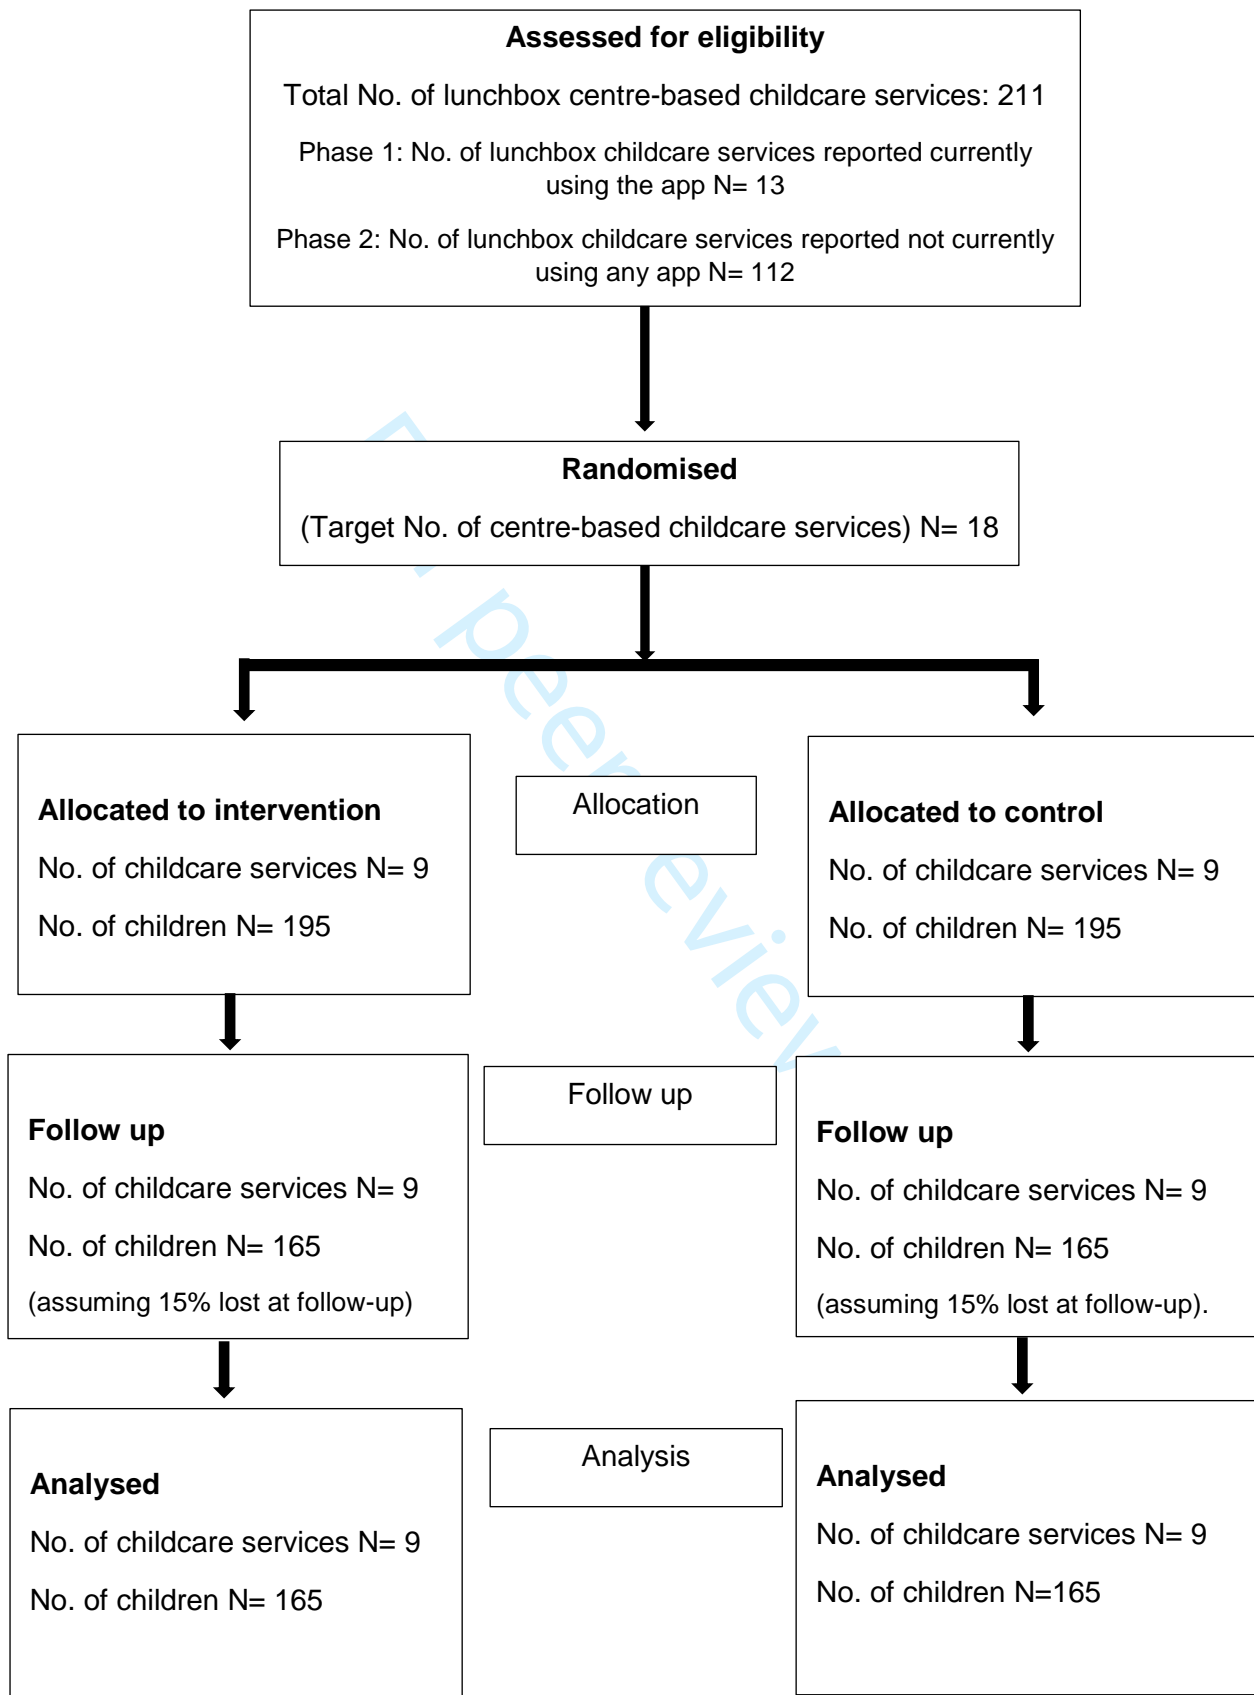 Assessed for eligibility
Total No. of lunchbox centre-based childcare services: 211
Phase 1: No. of lunchbox childcare services reported currently
using the app N= 13
Phase 2: No. of lunchbox childcare services reported not currently
using any app N= 112
Randomised
(Target No. of centre-based childcare services) N= 18
Allocated to intervention
No. of childcare services N= 9
No. of children N= 195
Allocation
Allocated to control
No. of childcare services N= 9
No. of children N= 195
Follow up
No. of childcare services N= 9
No. of children N= 165
(assuming 15% lost at follow-up)
Follow up
Follow up
No. of childcare services N= 9
No. of children N= 165
(assuming 15% lost at follow-up).
Analysed
No. of childcare services N= 9
No. of children N= 165
Analysis
Analysed
No. of childcare services N= 9
No. of children N=165
peer review